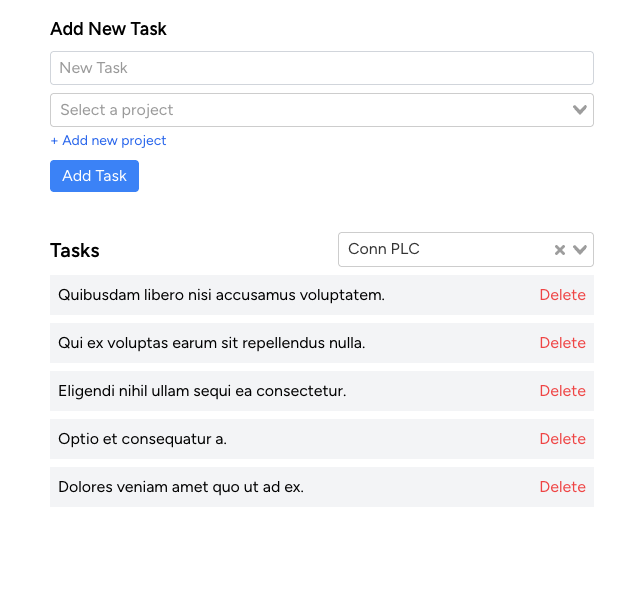 Add New Task
New Task
Select a project
+ Add new project
Add Task
Tasks
Conn PLC
Quibusdam libero nisi accusamus voluptatem.
Delete
Qui ex voluptas earum sit repellendus nulla.
Delete
Eligendi nihil ullam sequi ea consectetur.
Delete
Optio et consequatur a.
Delete
Dolores veniam amet quo ut ad ex.
Delete